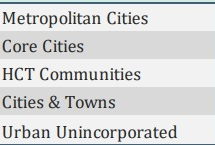 Metropolitan Cities
Core Cities
HCT Communities
Cities & Towns
Urban Unincorporated